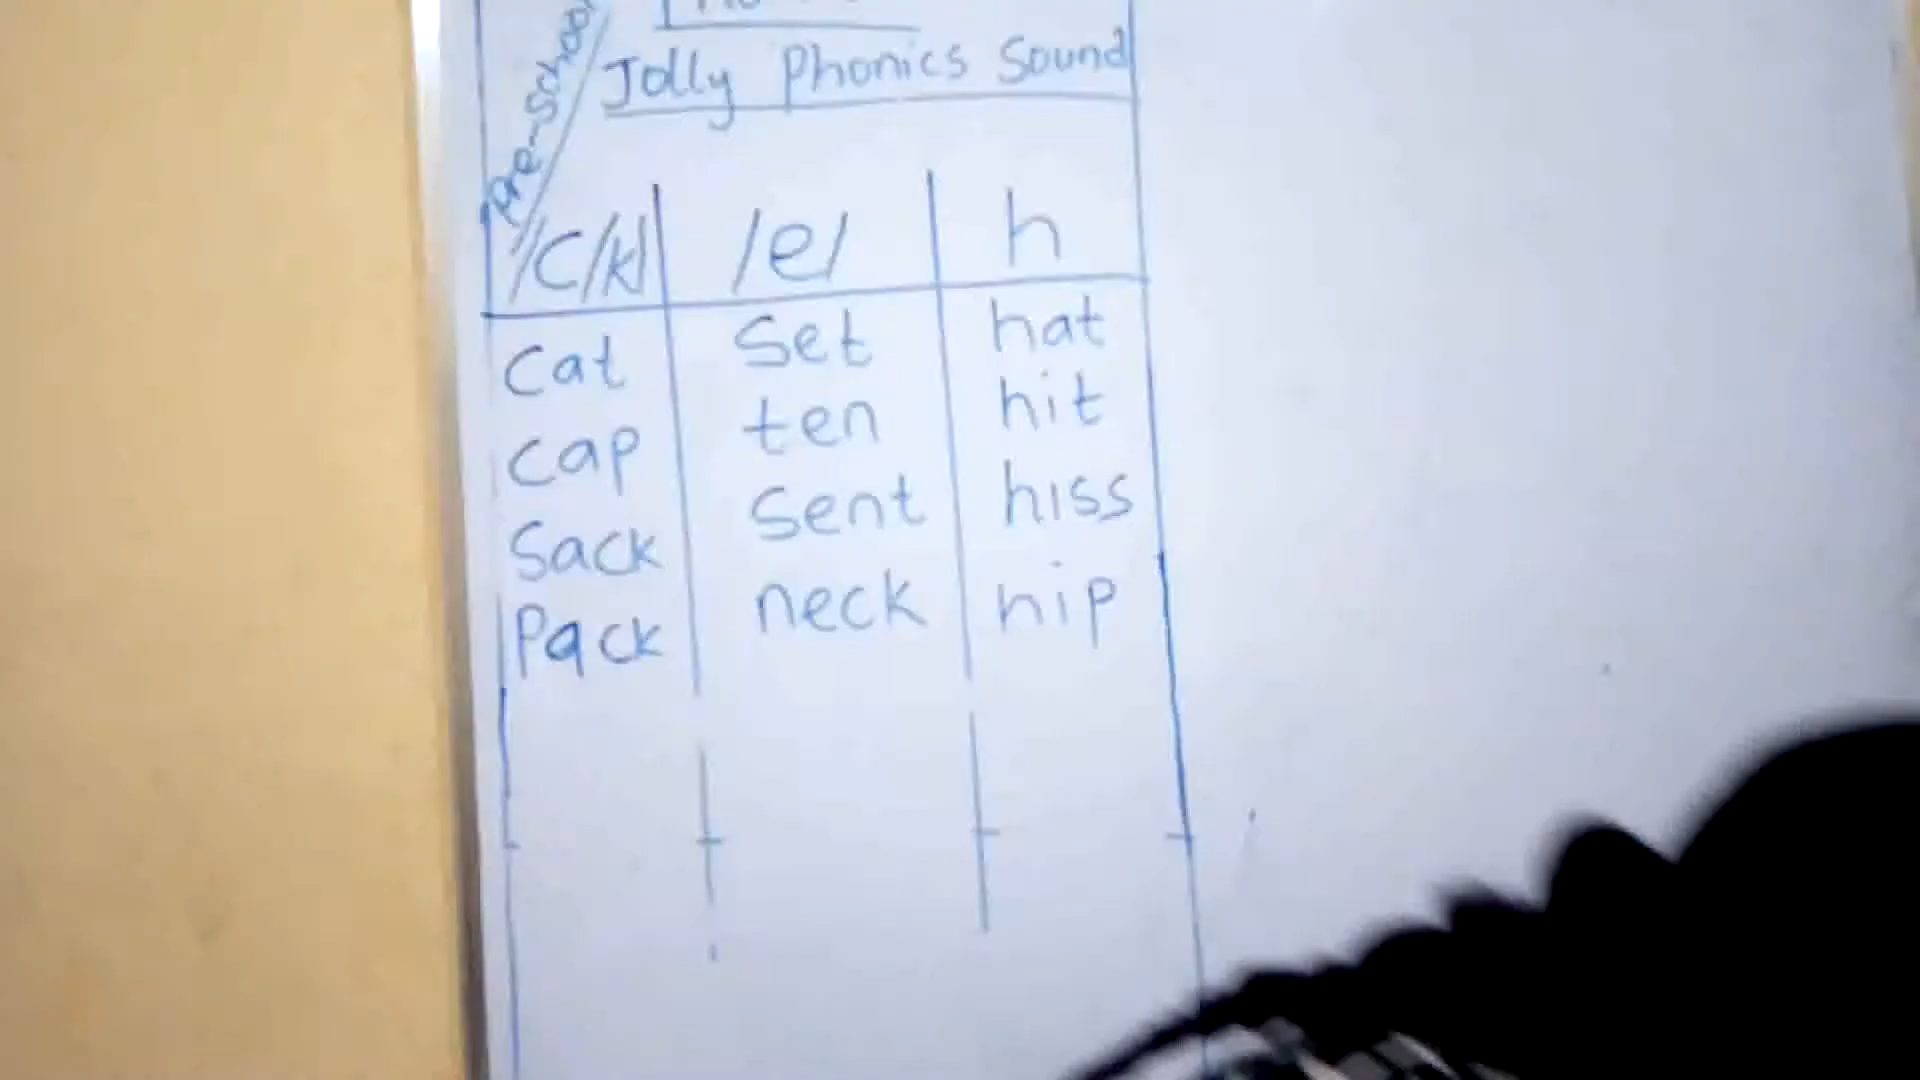 Pre-School
Jolly Phonics Sound
/C/k/ /e/ h
Cat Set hat
Cap ten hit
Sack Sent hiss
Pack neck hip